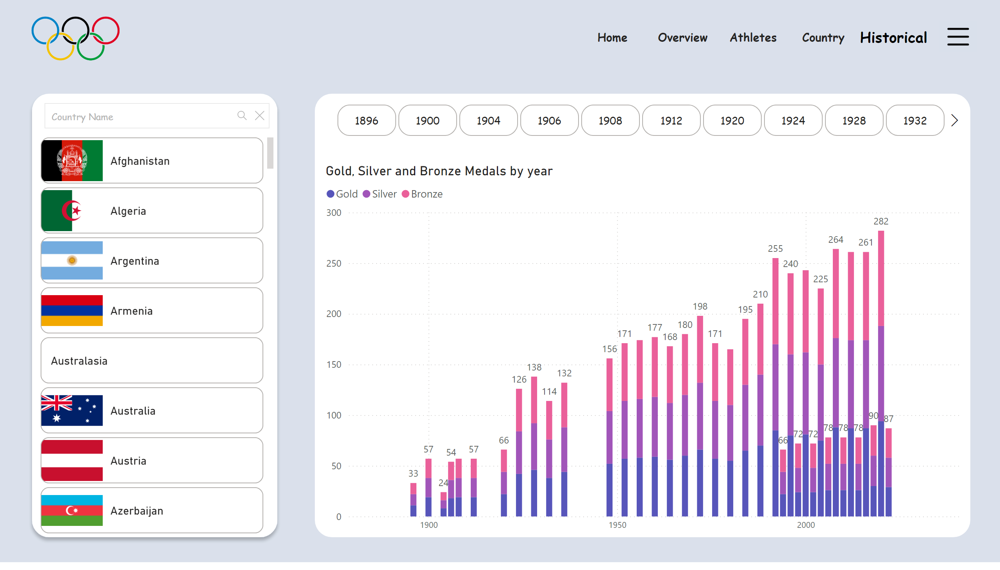 Home Overview Athletes Country Historical
Country Name
Afghanistan
Algeria
Argentina
Armenia
Australasia
Australia
Austria
Azerbaijan
1896 1900 1904 1906 1908 1912 1920 1924 1928 1932
Gold, Silver and Bronze Medals by year
Gold Silver Bronze
300
250
200
150
100
50
0
33
57
24
54
57
66
126
138
114
132
156
171
177
168
180
198
171
195
210
255
66
240
72
72
225
78
264
78
78
261
90
282
87
1900 1950 2000